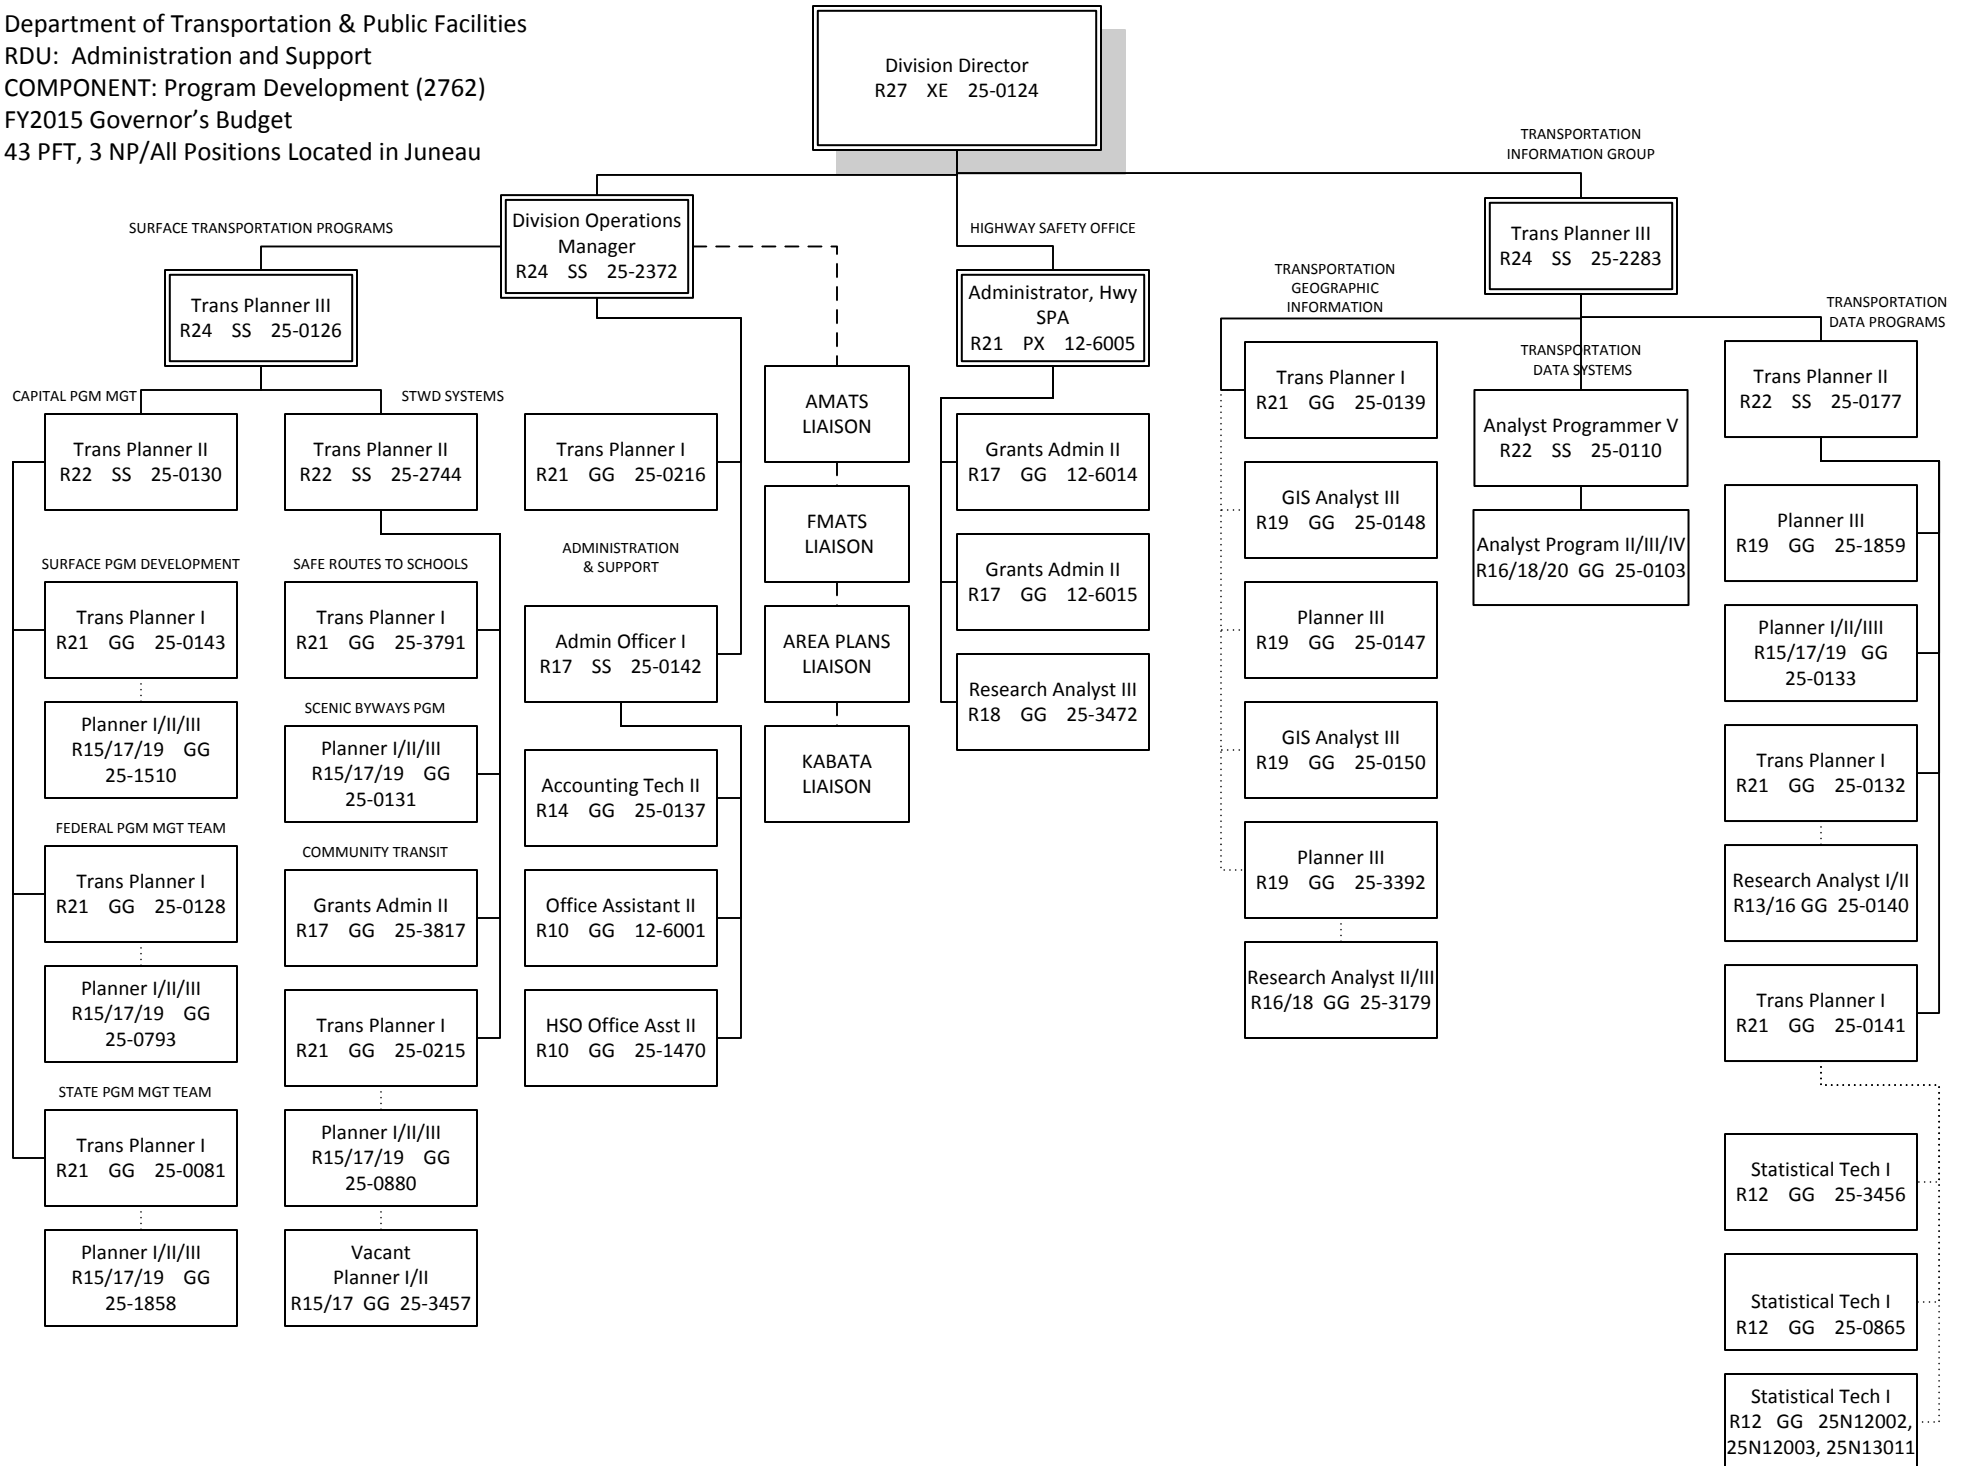 Department of Transportation & Public Facilities
RDU: Administration and Support
COMPONENT: Program Development (2762)
FY2015 Governor's Budget
43 PFT, 3 NP/All Positions Located in Juneau
Division Director
R27 XE 25-0124
Division Operations
Manager
R24 SS 25-2372
SURFACE TRANSPORTATION PROGRAMS
Trans Planner III
R24 SS 25-0126
CAPITAL PGM MGT
Trans Planner II
R22 SS 25-0130
SURFACE PGM DEVELOPMENT
Trans Planner I
R21 GG 25-0143
Planner I/II/III
R15/17/19 GG
25-1510
FEDERAL PGM MGT TEAM
Trans Planner I
R21 GG 25-0128
Planner I/II/III
R15/17/19 GG
25-0793
STATE PGM MGT TEAM
Trans Planner I
R21 GG 25-0081
Planner I/II/III
R15/17/19 GG
25-1858
STWD SYSTEMS
Trans Planner II
R22 SS 25-2744
SAFE ROUTES TO SCHOOLS
Trans Planner I
R21 GG 25-3791
SCENIC BYWAYS PGM
Planner I/II/III
R15/17/19 GG
25-0131
COMMUNITY TRANSIT
Grants Admin II
R17 GG 25-3817
Trans Planner I
R21 GG 25-0215
Planner I/II/III
R15/17/19 GG
25-0880
Vacant
Planner I/II
R15/17 GG 25-3457
Trans Planner I
R21 GG 25-0216
ADMINISTRATION
& SUPPORT
Admin Officer I
R17 SS 25-0142
Accounting Tech II
R14 GG 25-0137
Office Assistant II
R10 GG 12-6001
HSO Office Asst II
R10 GG 25-1470
AMATS
LIAISON
FMATS
LIAISON
AREA PLANS
LIAISON
KABATA
LIAISON
HIGHWAY SAFETY OFFICE
Administrator, Hwy
SPA
R21 PX 12-6005
Grants Admin II
R17 GG 12-6014
Grants Admin II
R17 GG 12-6015
Research Analyst III
R18 GG 25-3472
TRANSPORTATION
INFORMATION GROUP
Trans Planner III
R24 SS 25-2283
TRANSPORTATION
GEOGRAPHIC
INFORMATION
Trans Planner I
R21 GG 25-0139
GIS Analyst III
R19 GG 25-0148
Planner III
R19 GG 25-0147
GIS Analyst III
R19 GG 25-0150
Planner III
R19 GG 25-3392
Research Analyst II/III
R16/18 GG 25-3179
TRANSPORTATION
DATA SYSTEMS
Analyst Programmer V
R22 SS 25-0110
Analyst Program II/III/IV
R16/18/20 GG 25-0103
TRANSPORTATION
DATA PROGRAMS
Trans Planner II
R22 SS 25-0177
Planner III
R19 GG 25-1859
Planner I/II/IIII
R15/17/19 GG
25-0133
Trans Planner I
R21 GG 25-0132
Research Analyst I/II
R13/16 GG 25-0140
Trans Planner I
R21 GG 25-0141
Statistical Tech I
R12 GG 25-3456
Statistical Tech I
R12 GG 25-0865
Statistical Tech I
R12 GG 25N12002,
25N12003, 25N13011